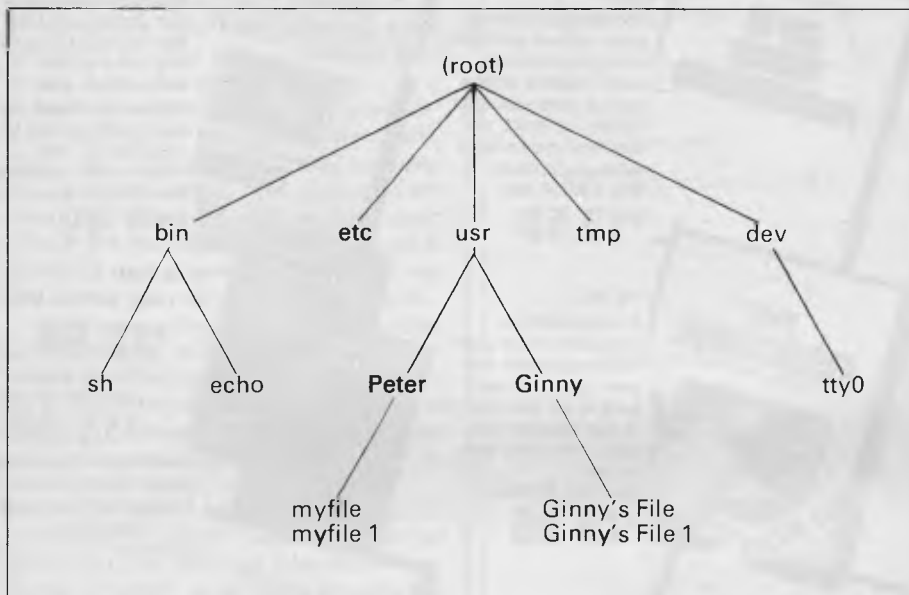 (root)
bin etc usr tmp dev
sh echo Peter Ginny tty0
myfile Ginny's File
myfile 1 Ginny's File 1